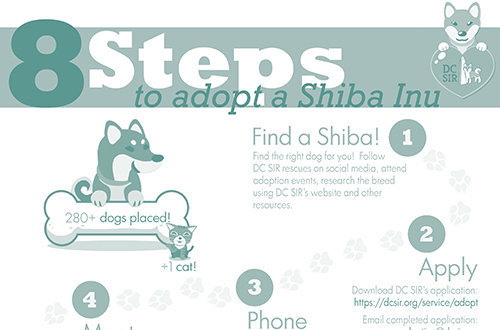 8 Steps
to adopt a Shiba Inu
DC
SIR
Find a Shiba!
1
Find the right dog for you! Follow
DC SIR rescues on social media, attend
adoption events, research the breed
using DC SIR's website and other
resources.
280+ dogs placed!
+1 cat!
2
Apply
Download DC SIR's application:
https://dcsir.org/service/adopt
Email completed application:
3
Phone
4